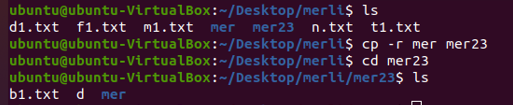 ubuntu@ubuntu-VirtualBox:~/Desktop/merli$ ls
d1.txt f1.txt m1.txt mer mer23 n.txt t1.txt
ubuntu@ubuntu-VirtualBox:~/Desktop/merli$ cp -r mer mer23
ubuntu@ubuntu-VirtualBox:~/Desktop/merli$ cd mer23
ubuntu@ubuntu-VirtualBox:~/Desktop/merli/mer23$ ls
b1.txt d mer